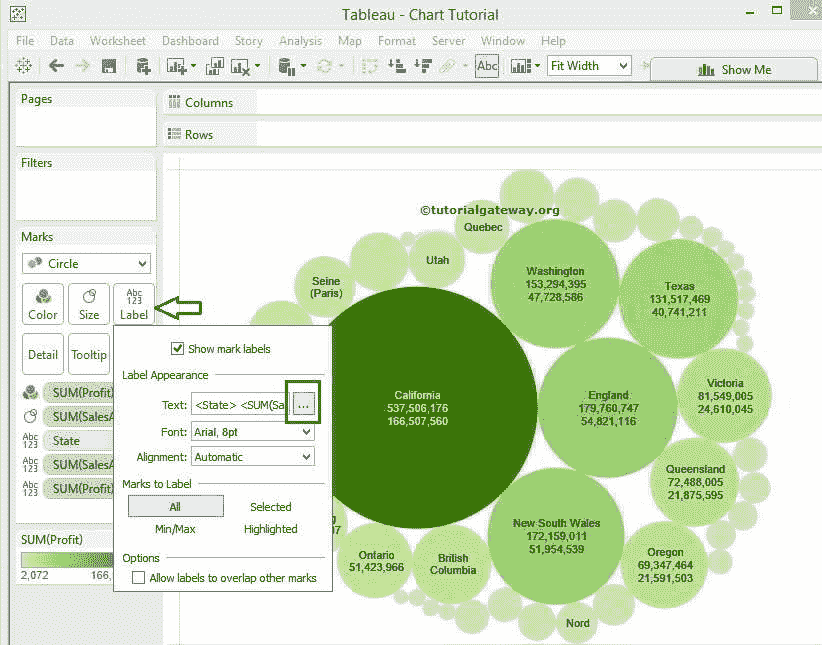 Tableau - Chart Tutorial
File Data Worksheet Dashboard Story Analysis Map Format Server Window Help
Abc
Fit Width
Show Me
Pages
Columns
Rows
Filters
Marks
Circle
Color
Size
Abc
123
Label
Detail
Tooltip
SUM(Profit)
SUM(SalesA
Abc
123
State
Abc
123
SUM(SalesA
Abc
123
SUM(Profit)
SUM(Profit)
2,072
166,
Show mark labels
Label Appearance
Text:
<State> <SUM(Sa
...
Font:
Arial, 8pt
Alignment:
Automatic
Marks to Label
All
Selected
Min/Max
Highlighted
Options
Allow labels to overlap other marks
©tutorialgateway.org
Quebec
Utah
Seine
(Paris)
Washington
153,294,395
47,728,586
Texas
131,517,469
40,741,211
California
537,506,176
166,507,560
England
179,760,747
54,821,116
Victoria
81,549,005
24,610,045
Queensland
72,488,005
21,875,595
New South Wales
172,159,011
51,954,539
Oregon
69,347,464
21,591,503
Ontario
51,423,966
British
Columbia
Nord